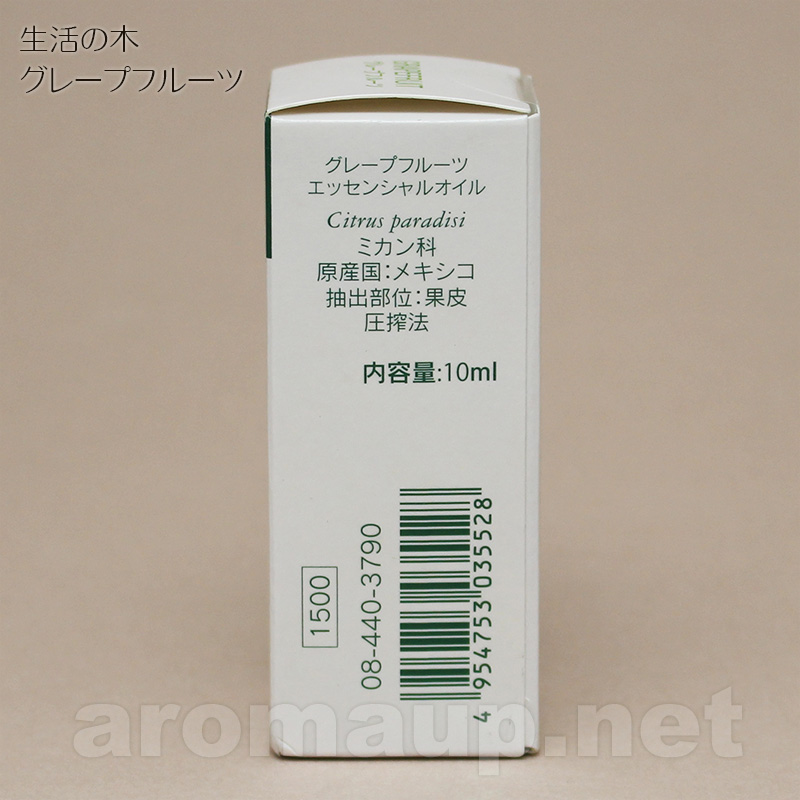 生活の木
グレープフルーツ
グレープフルーツ
エッセンシャルオイル
Citrus paradisi
ミカン科
原産国:メキシコ
抽出部位:果皮
圧搾法
内容量:10ml
1500
08-440-3790
4 954753 035528
aromaup.net